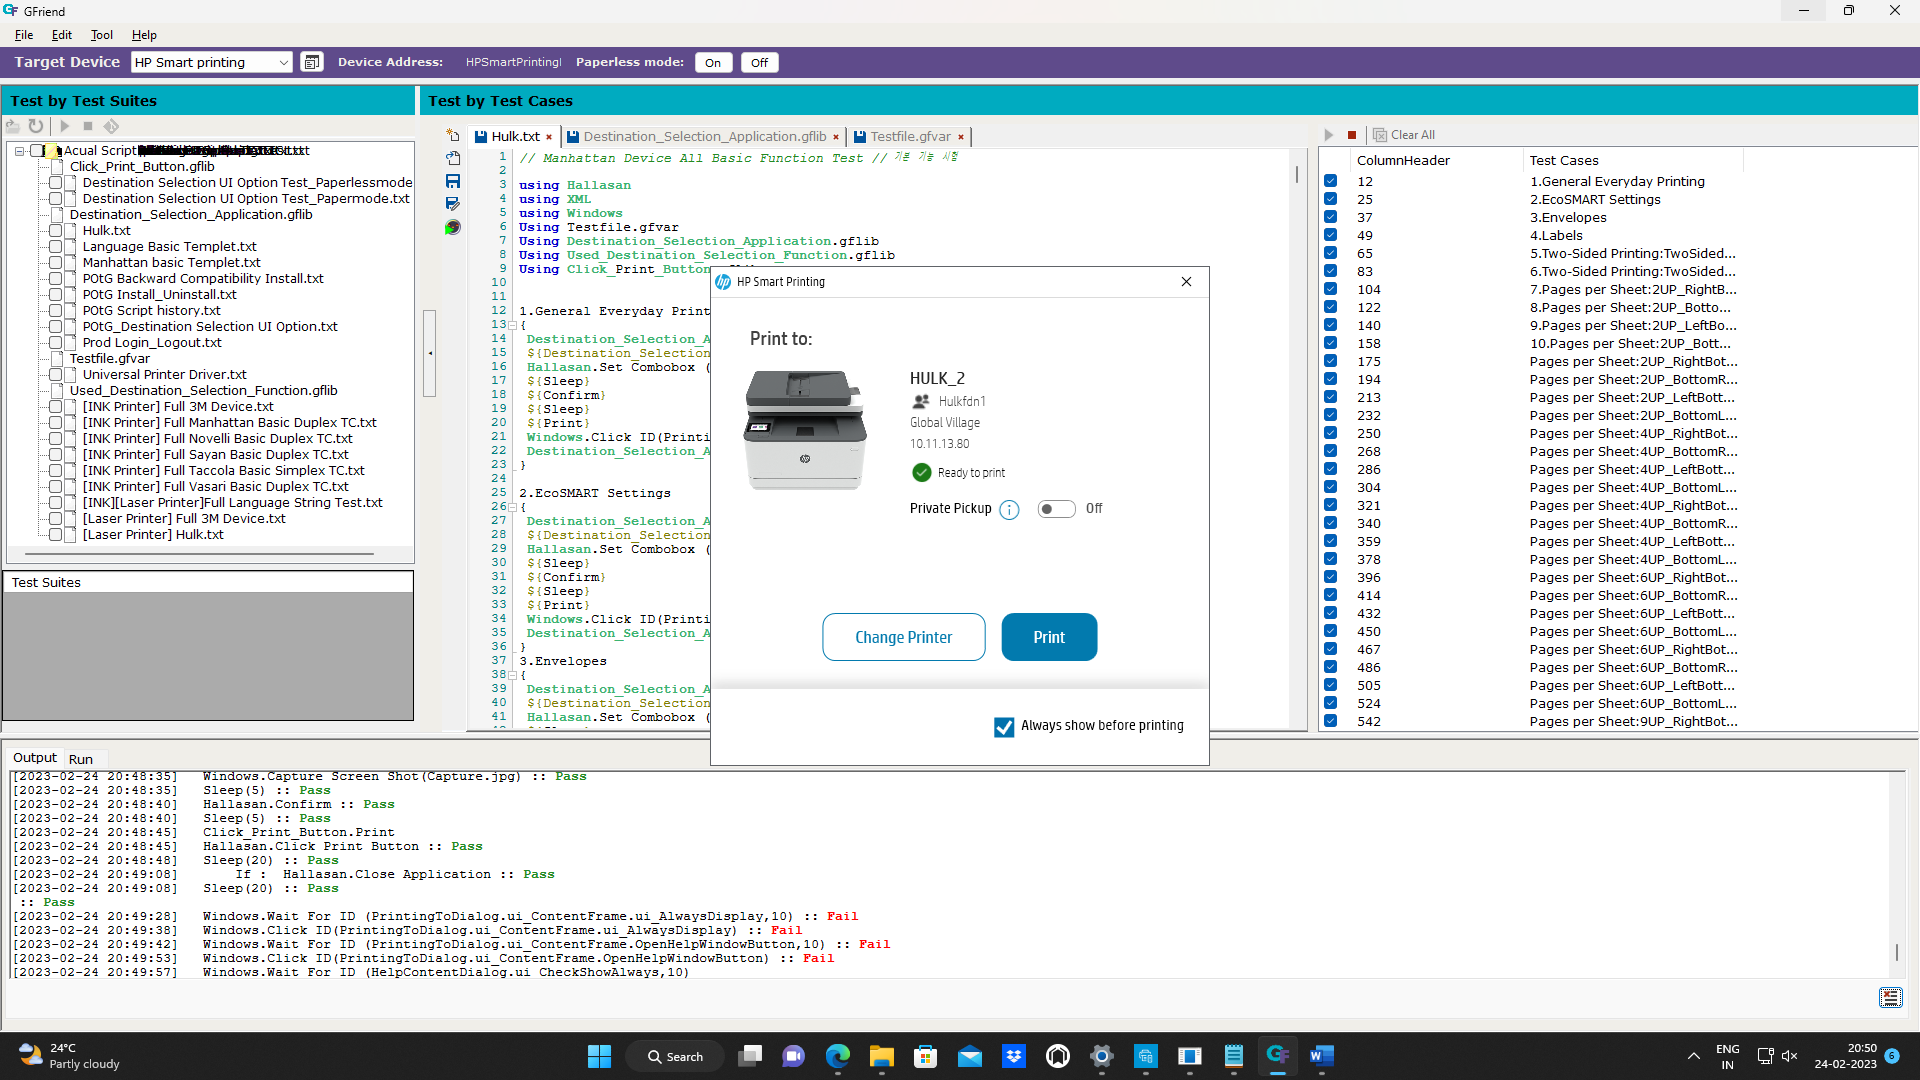 GFriend
File Edit Tool Help
Target Device HP Smart printing Device Address: HPSmartPrintingI Paperless mode: On Off
Test by Test Suites
Acual Script
Click_Print_Button.gflib
Destination Selection UI Option Test_Paperlessmode
Destination Selection UI Option Test_Papermode.txt
Destination_Selection_Application.gflib
Hulk.txt
Language Basic Templet.txt
Manhattan basic Templet.txt
POtG Backward Compatibility Install.txt
POtG Install_Uninstall.txt
POtG Script history.txt
POtG_Destination Selection UI Option.txt
Prod Login_Logout.txt
Testfile.gfvar
Universal Printer Driver.txt
Used_Destination_Selection_Function.gflib
[INK Printer] Full 3M Device.txt
[INK Printer] Full Manhattan Basic Duplex TC.txt
[INK Printer] Full Novelli Basic Duplex TC.txt
[INK Printer] Full Sayan Basic Duplex TC.txt
[INK Printer] Full Taccola Basic Simplex TC.txt
[INK Printer] Full Vasari Basic Duplex TC.txt
[INK][Laser Printer]Full Language String Test.txt
[Laser Printer] Full 3M Device.txt
[Laser Printer] Hulk.txt
Test Suites
Test by Test Cases
Hulk.txt × Destination_Selection_Application.gflib × Testfile.gfvar ×
1 // Manhattan Device All Basic Function Test // 기본 기능 시험
2
3 using Hallasan
4 using XML
5 using Windows
6 Using Testfile.gfvar
7 Using Destination_Selection_Application.gflib
8 Using Used_Destination_Selection_Function.gflib
9 Using Click_Print_Button
10
11
12 1.General Everyday Print
13 {
14 Destination_Selection_A
15 ${Destination_Selection
16 Hallasan.Set Combobox (
17 ${Sleep}
18 ${Confirm}
19 ${Sleep}
20 ${Print}
21 Windows.Click ID(Printi
22 Destination_Selection_A
23 }
24
25 2.EcoSMART Settings
26 {
27 Destination_Selection_A
28 ${Destination_Selection
29 Hallasan.Set Combobox (
30 ${Sleep}
31 ${Confirm}
32 ${Sleep}
33 ${Print}
34 Windows.Click ID(Printi
35 Destination_Selection_A
36 }
37 3.Envelopes
38 {
39 Destination_Selection_A
40 ${Destination_Selection
41 Hallasan.Set Combobox (
HP Smart Printing
Print to:
HULK_2
Hulkfdn1
Global Village
10.11.13.80
Ready to print
Private Pickup Off
Change Printer Print
Always show before printing
Clear All
ColumnHeader Test Cases
12 1.General Everyday Printing
25 2.EcoSMART Settings
37 3.Envelopes
49 4.Labels
65 5.Two-Sided Printing:TwoSided...
83 6.Two-Sided Printing:TwoSided...
104 7.Pages per Sheet:2UP_RightB...
122 8.Pages per Sheet:2UP_Botto...
140 9.Pages per Sheet:2UP_LeftBo...
158 10.Pages per Sheet:2UP_Bott...
175 Pages per Sheet:2UP_RightBot...
194 Pages per Sheet:2UP_BottomR...
213 Pages per Sheet:2UP_LeftBott...
232 Pages per Sheet:2UP_BottomL...
250 Pages per Sheet:4UP_RightBot...
268 Pages per Sheet:4UP_BottomR...
286 Pages per Sheet:4UP_LeftBott...
304 Pages per Sheet:4UP_BottomL...
321 Pages per Sheet:4UP_RightBot...
340 Pages per Sheet:4UP_BottomR...
359 Pages per Sheet:4UP_LeftBott...
378 Pages per Sheet:4UP_BottomL...
396 Pages per Sheet:6UP_RightBot...
414 Pages per Sheet:6UP_BottomR...
432 Pages per Sheet:6UP_LeftBott...
450 Pages per Sheet:6UP_BottomL...
467 Pages per Sheet:6UP_RightBot...
486 Pages per Sheet:6UP_BottomR...
505 Pages per Sheet:6UP_LeftBott...
524 Pages per Sheet:6UP_BottomL...
542 Pages per Sheet:9UP_RightBot...
Output Run
[2023-02-24 20:48:35] Windows.Capture Screen Shot(Capture.jpg) :: Pass
[2023-02-24 20:48:35] Sleep(5) :: Pass
[2023-02-24 20:48:40] Hallasan.Confirm :: Pass
[2023-02-24 20:48:40] Sleep(5) :: Pass
[2023-02-24 20:48:45] Click_Print_Button.Print
[2023-02-24 20:48:45] Hallasan.Click Print Button :: Pass
[2023-02-24 20:48:48] Sleep(20) :: Pass
[2023-02-24 20:49:08] If : Hallasan.Close Application :: Pass
[2023-02-24 20:49:08] Sleep(20) :: Pass
:: Pass
[2023-02-24 20:49:28] Windows.Wait For ID (PrintingToDialog.ui_ContentFrame.ui_AlwaysDisplay,10) :: Fail
[2023-02-24 20:49:38] Windows.Click ID(PrintingToDialog.ui_ContentFrame.ui_AlwaysDisplay) :: Fail
[2023-02-24 20:49:42] Windows.Wait For ID (PrintingToDialog.ui_ContentFrame.OpenHelpWindowButton,10) :: Fail
[2023-02-24 20:49:53] Windows.Click ID(PrintingToDialog.ui_ContentFrame.OpenHelpWindowButton) :: Fail
[2023-02-24 20:49:57] Windows.Wait For ID (HelpContentDialog.ui_CheckShowAlways,10)
24°C
Partly cloudy
Search
ENG
IN
20:50
24-02-2023
6